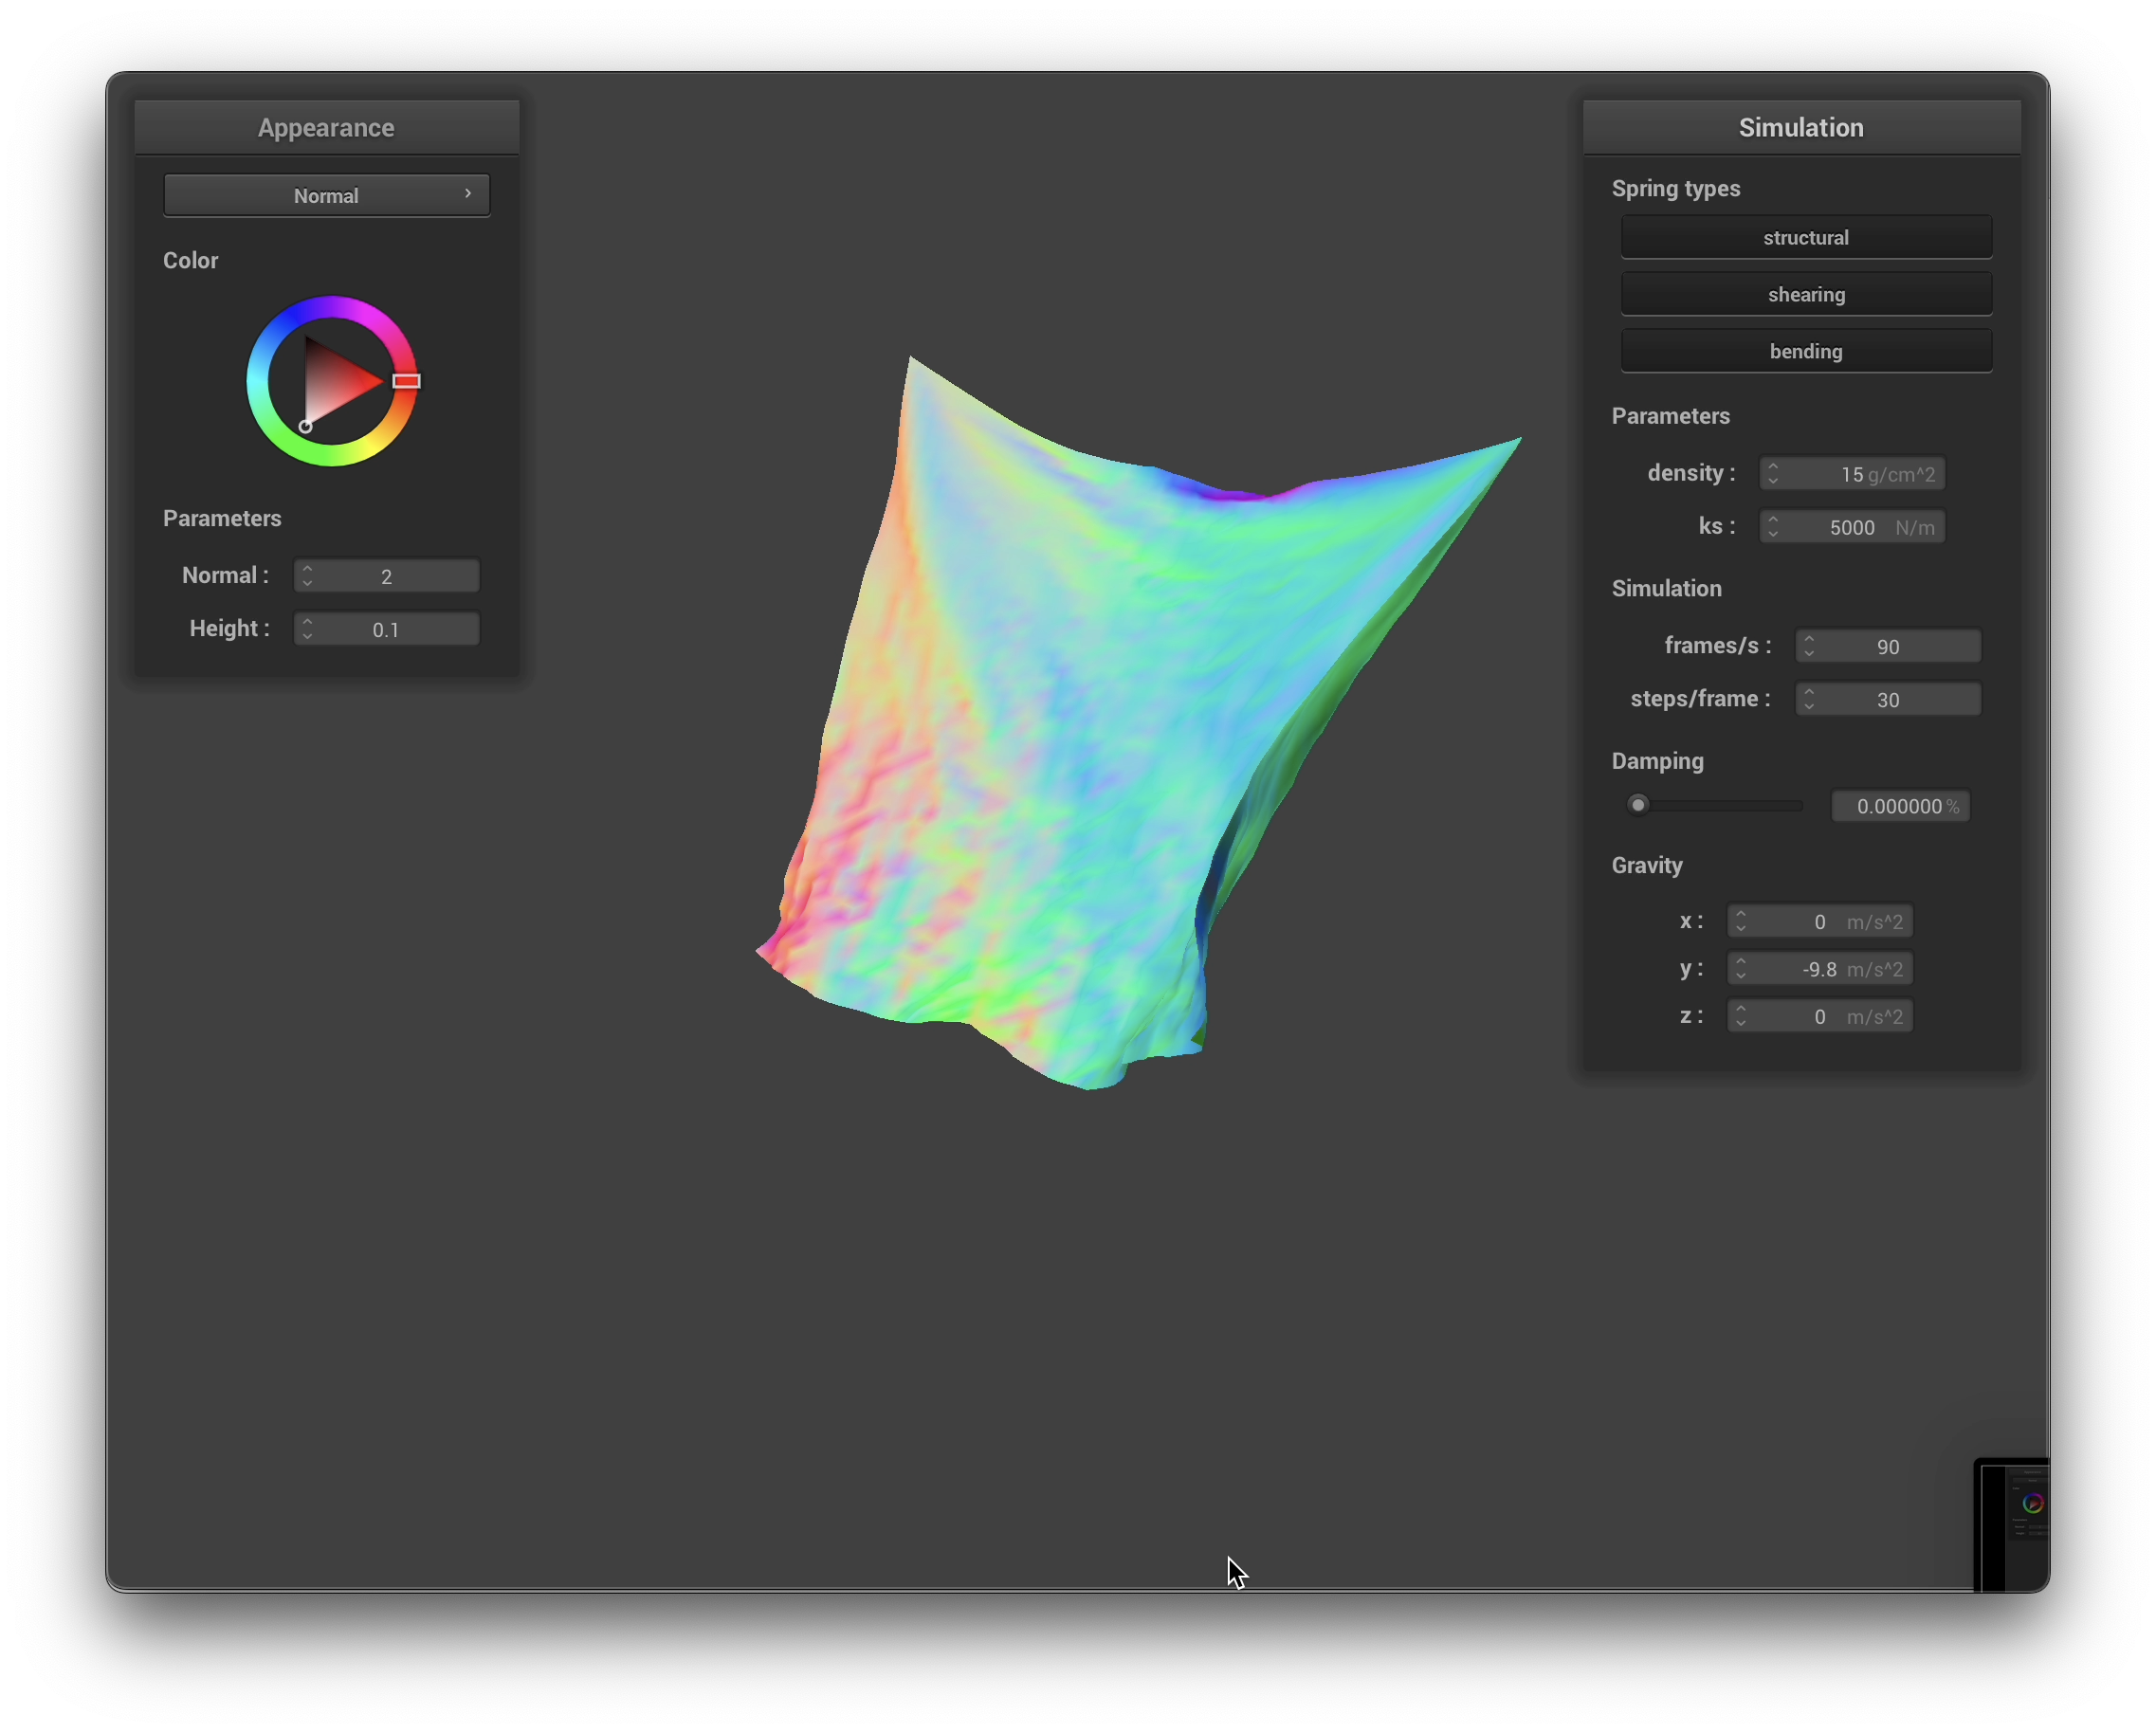 Appearance
Normal
Color
Parameters
Normal : 2
Height : 0.1
Simulation
Spring types
structural
shearing
bending
Parameters
density : 15 g/cm^2
ks : 5000 N/m
Simulation
frames/s : 90
steps/frame : 30
Damping
0.000000 %
Gravity
x : 0 m/s^2
y : -9.8 m/s^2
z : 0 m/s^2